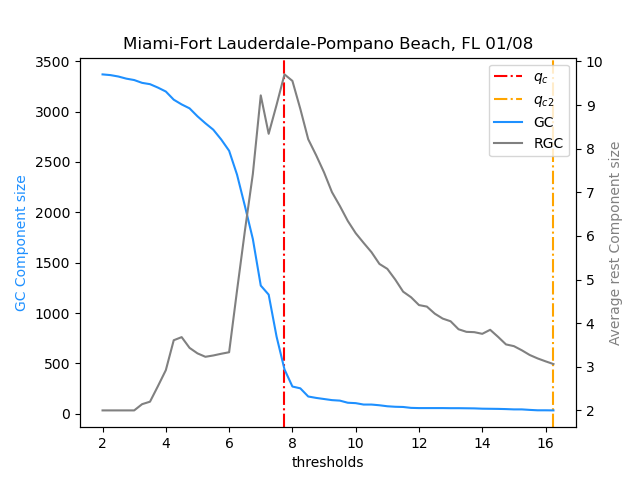 Miami-Fort Lauderdale-Pompano Beach, FL 01/08
GC Component size
3500
3000
2500
2000
1500
1000
500
0
q_c
q_c2
GC
RGC
10
9
8
7
6
5
4
3
2
Average rest Component size
2 4 6 8 10 12 14 16
thresholds